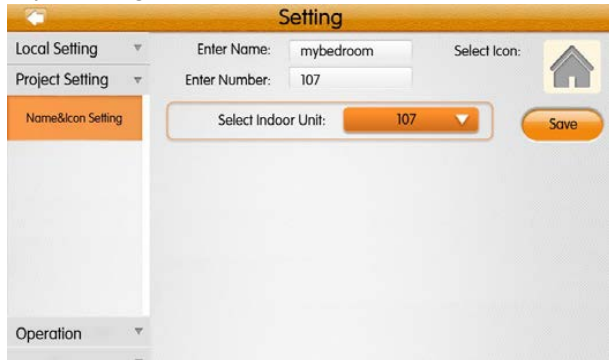 Setting
Local Setting
Project Setting
Name&Icon Setting
Operation
Enter Name: mybedroom
Select Icon:
Enter Number: 107
Select Indoor Unit: 107
Save